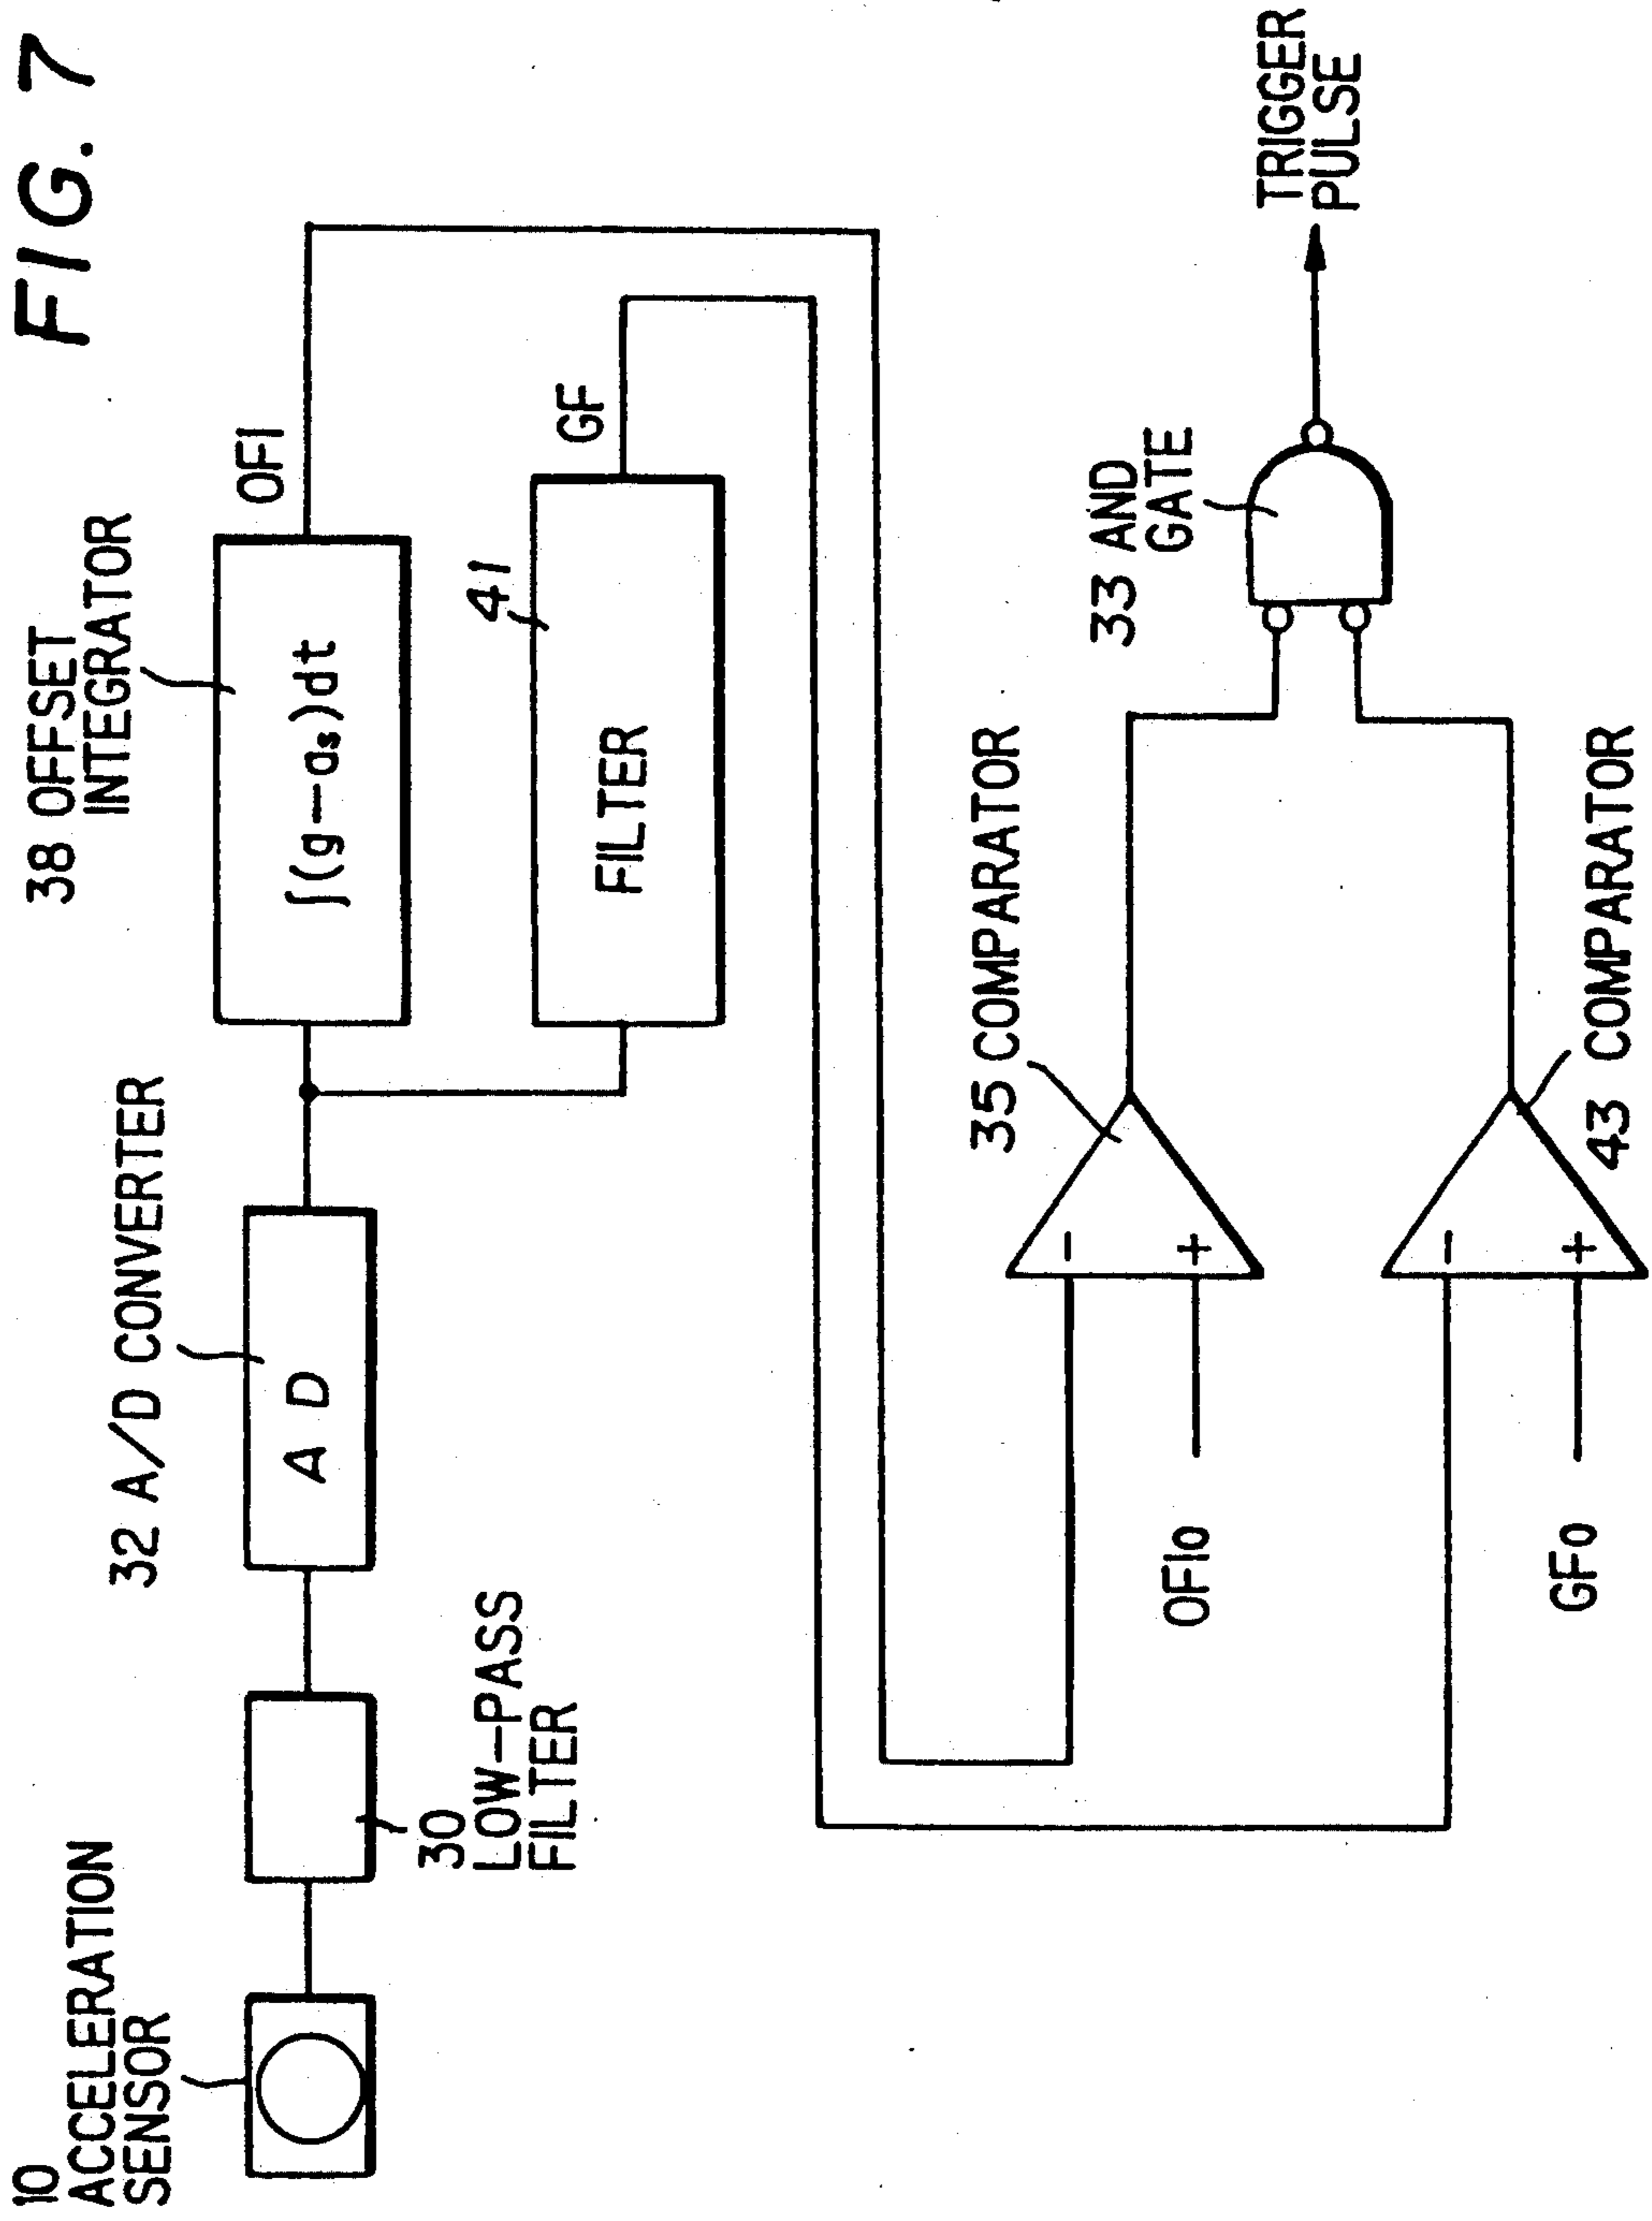 FIG. 7
10
ACCELERATION
SENSOR
30
LOW-PASS
FILTER
32 A/D CONVERTER
A D
38 OFFSET
INTEGRATOR
∫(g-as)dt
OFI
41
FILTER
GF
35 COMPARATOR
-
+
OFIo
43 COMPARATOR
-
+
GFo
33 AND
GATE
TRIGGER
PULSE